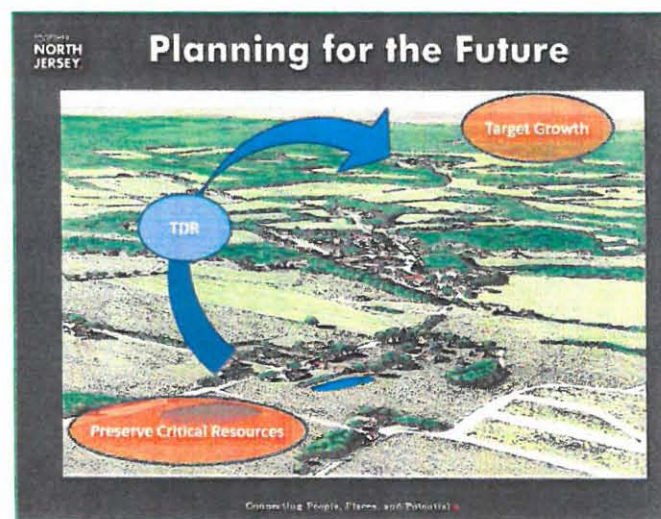 NORTH
JERSEY
Planning for the Future
Target Growth
TDR
Preserve Critical Resources
Connecting People, Places, and Potential